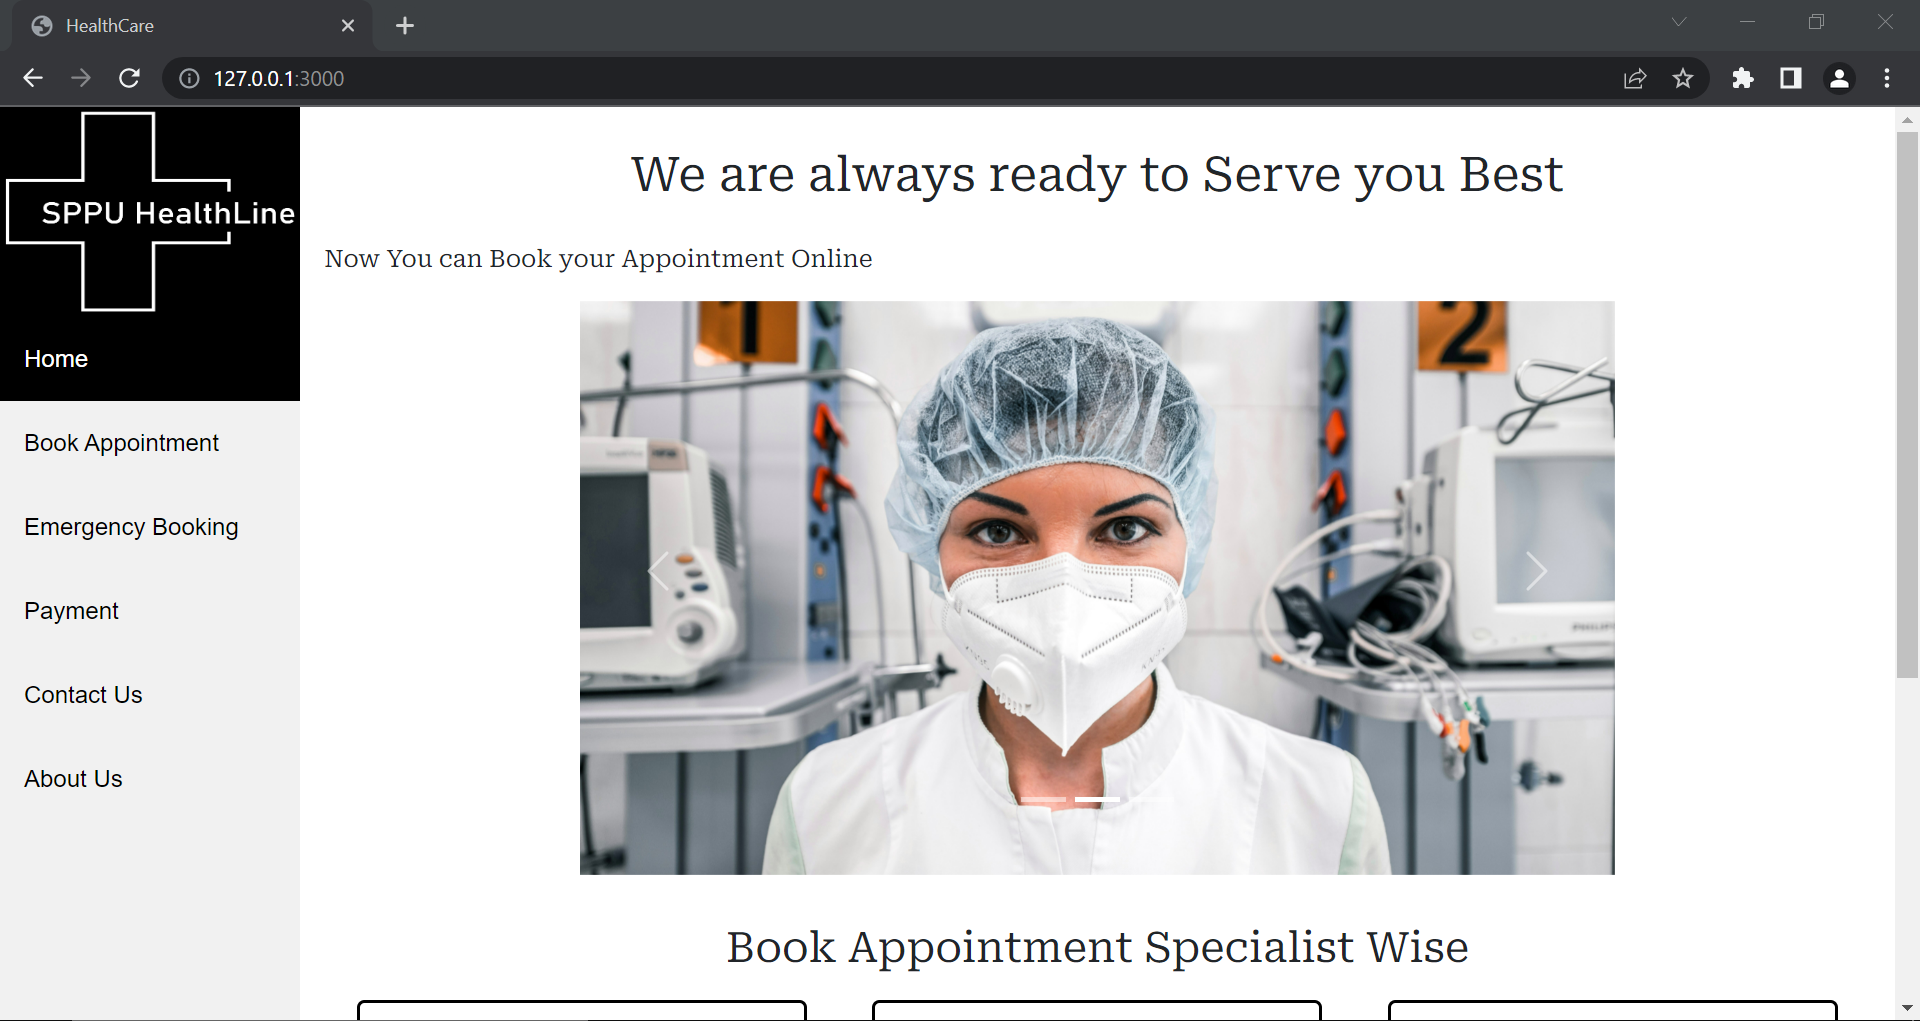 HealthCare
127.0.0.1:3000
SPPU HealthLine
Home
Book Appointment
Emergency Booking
Payment
Contact Us
About Us
We are always ready to Serve you Best
Now You can Book your Appointment Online
1
2
PHILIPS
Book Appointment Specialist Wise